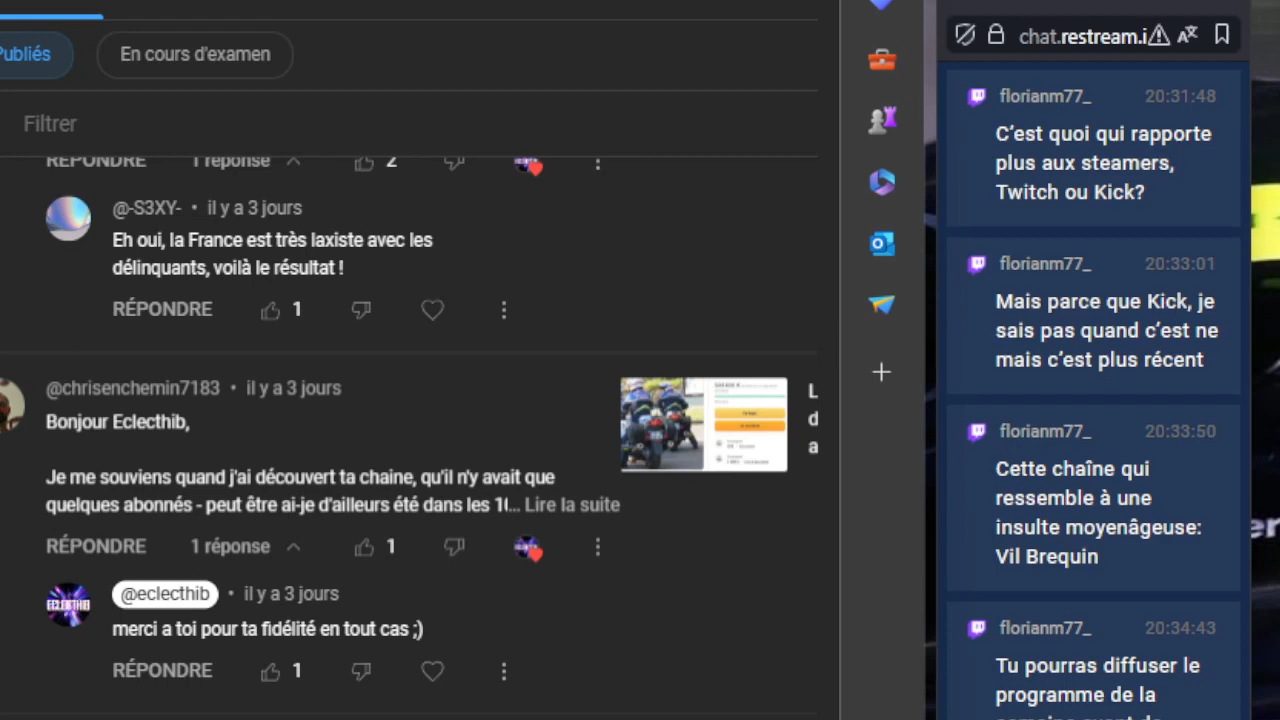 Publiés
En cours d'examen
Filtrer
RÉPONDRE 1 réponse 2
@-S3XY- • il y a 3 jours
Eh oui, la France est très laxiste avec les
délinquants, voilà le résultat !
RÉPONDRE 1
@chrisenchemin7183 • il y a 3 jours
Bonjour Eclecthib,
Je me souviens quand j'ai découvert ta chaine, qu'il n'y avait que
quelques abonnés - peut être ai-je d'ailleurs été dans les 1(... Lire la suite
L
d
a
RÉPONDRE 1 réponse 1
ECLECTHIB
@eclecthib • il y a 3 jours
merci a toi pour ta fidélité en tout cas ;)
RÉPONDRE 1
chat.restream.i
florianm77_ 20:31:48
C'est quoi qui rapporte
plus aux steamers,
Twitch ou Kick?
florianm77_ 20:33:01
Mais parce que Kick, je
sais pas quand c'est ne
mais c'est plus récent
florianm77_ 20:33:50
Cette chaîne qui
ressemble à une
insulte moyenâgeuse:
Vil Brequin
florianm77_ 20:34:43
Tu pourras diffuser le
programme de la